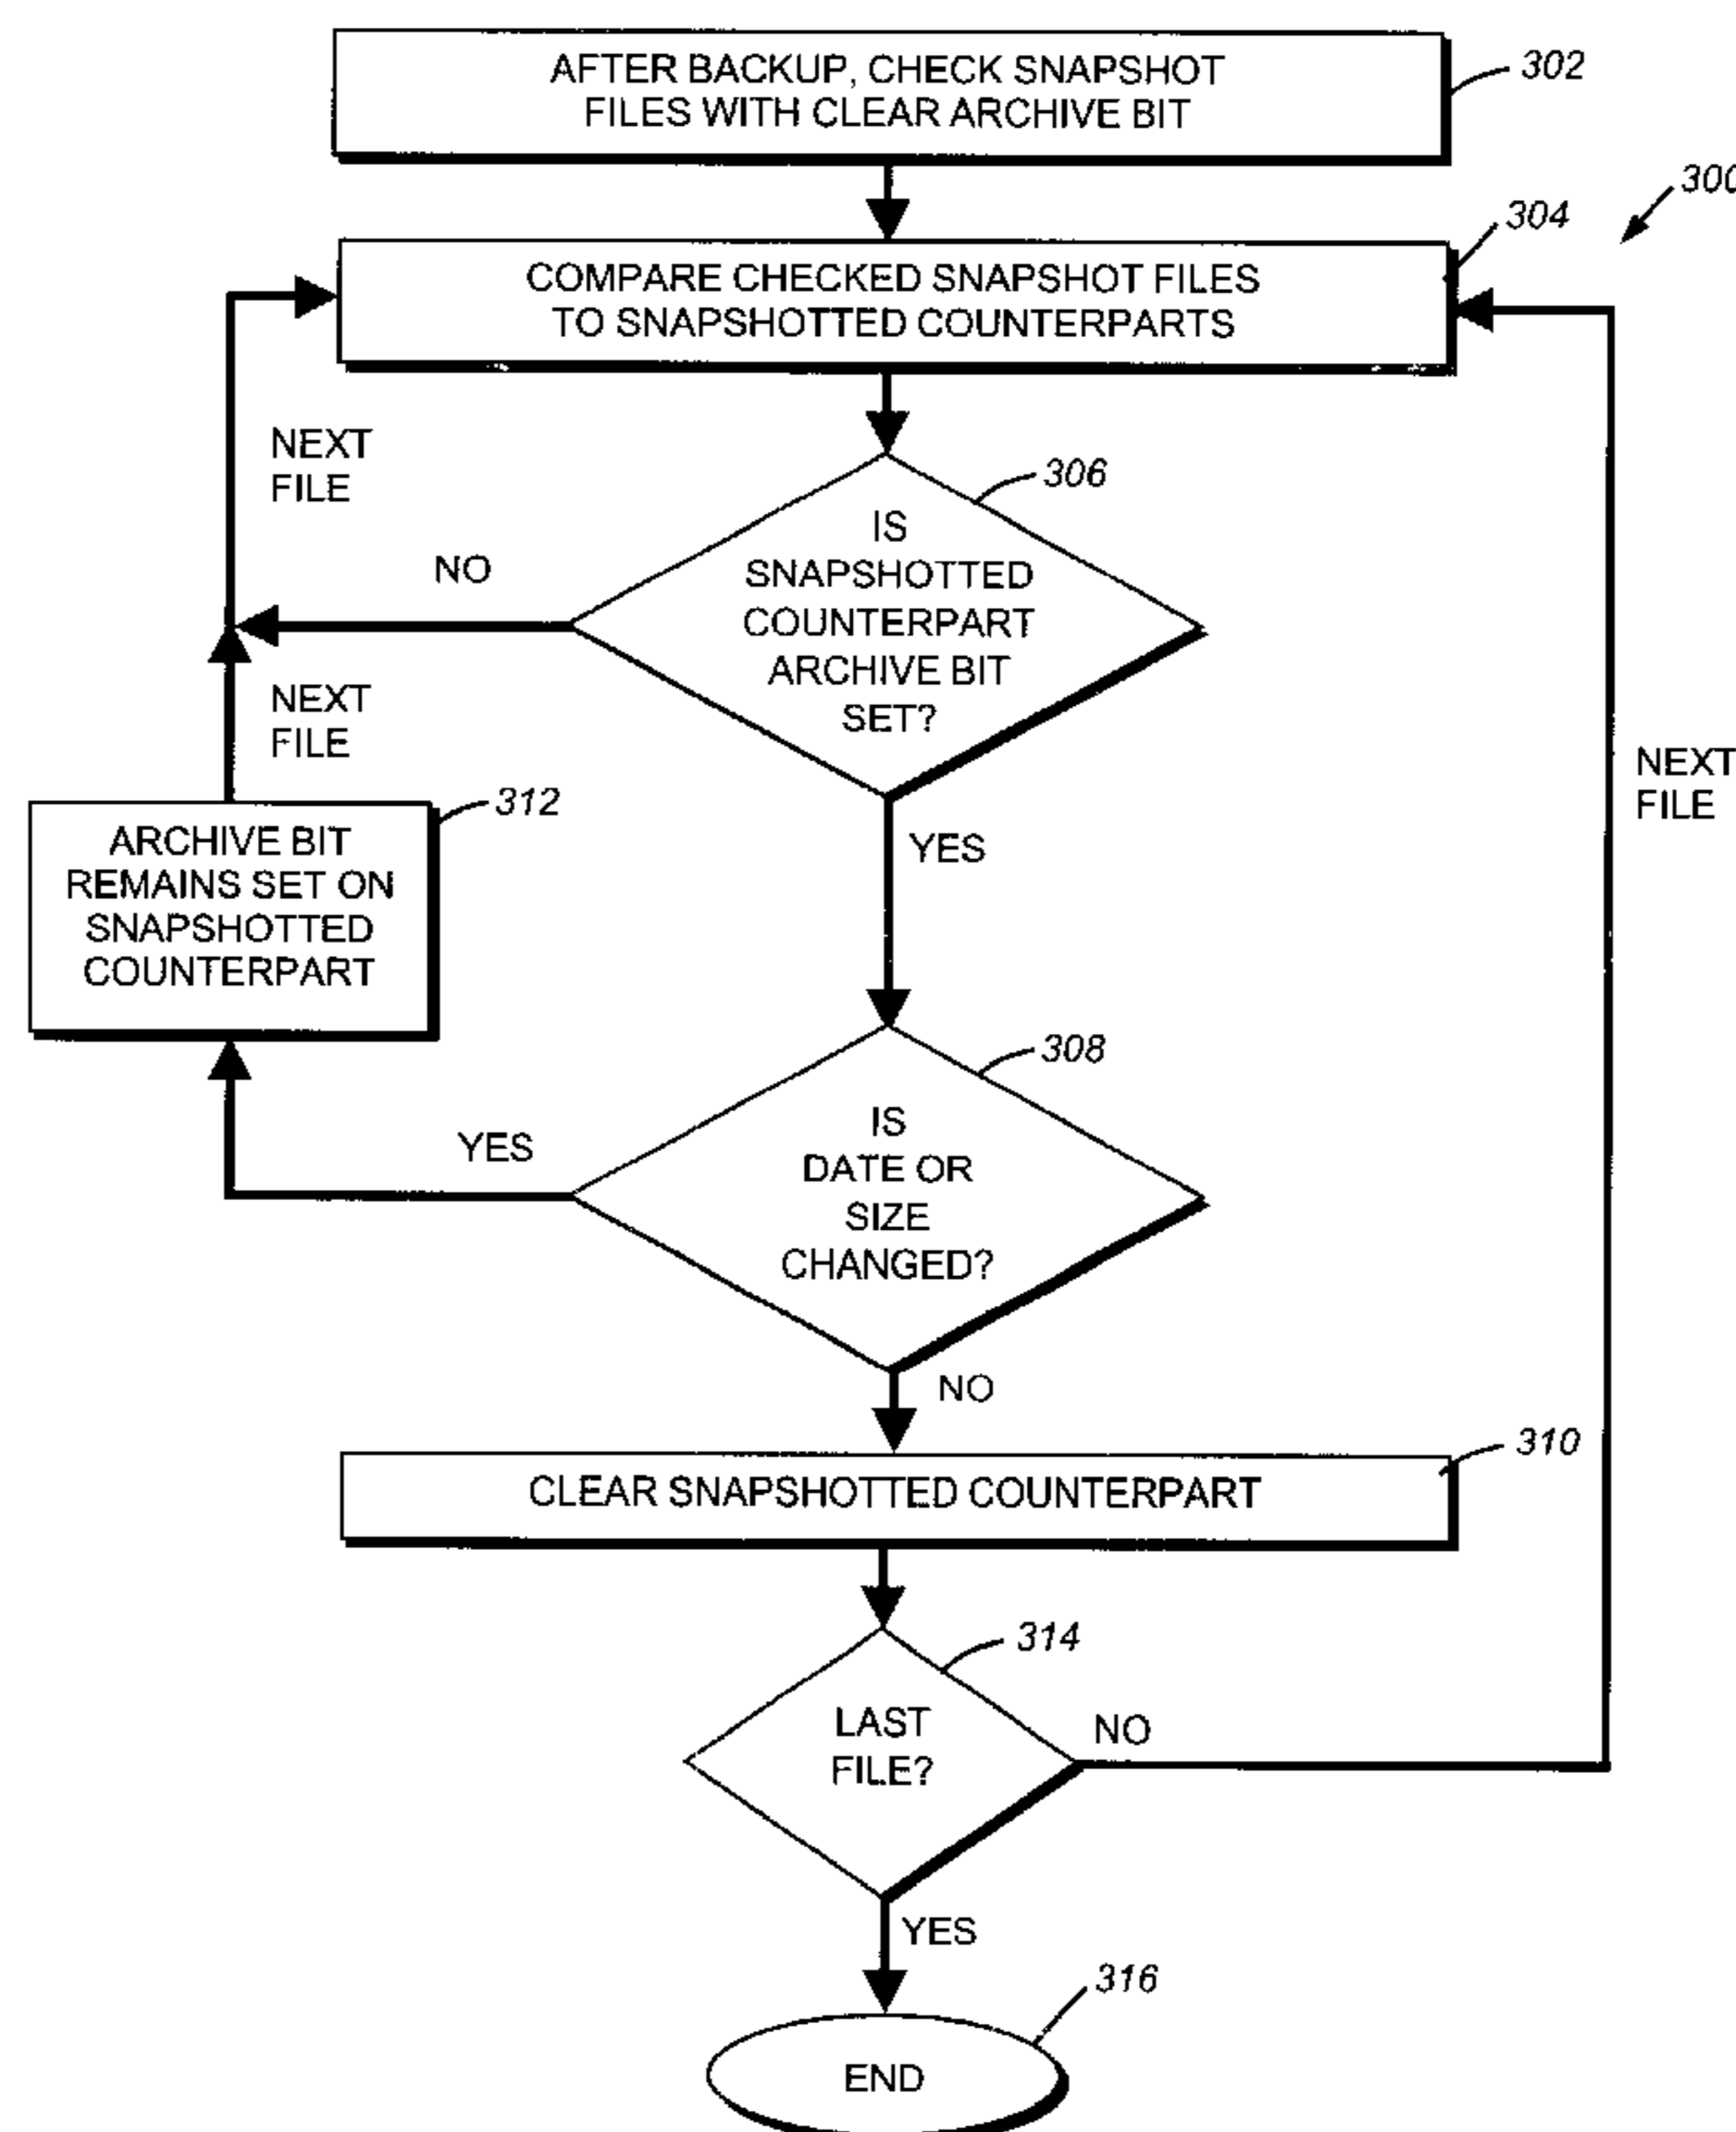 AFTER BACKUP, CHECK SNAPSHOT
FILES WITH CLEAR ARCHIVE BIT
302
300
304
COMPARE CHECKED SNAPSHOT FILES
TO SNAPSHOTTED COUNTERPARTS
NEXT
FILE
306
IS
SNAPSHOTTED
COUNTERPART
ARCHIVE BIT
SET?
NO
NEXT
FILE
NEXT
FILE
312
ARCHIVE BIT
REMAINS SET ON
SNAPSHOTTED
COUNTERPART
YES
308
IS
DATE OR
SIZE
CHANGED?
YES
NO
310
CLEAR SNAPSHOTTED COUNTERPART
314
LAST
FILE?
NO
YES
316
END